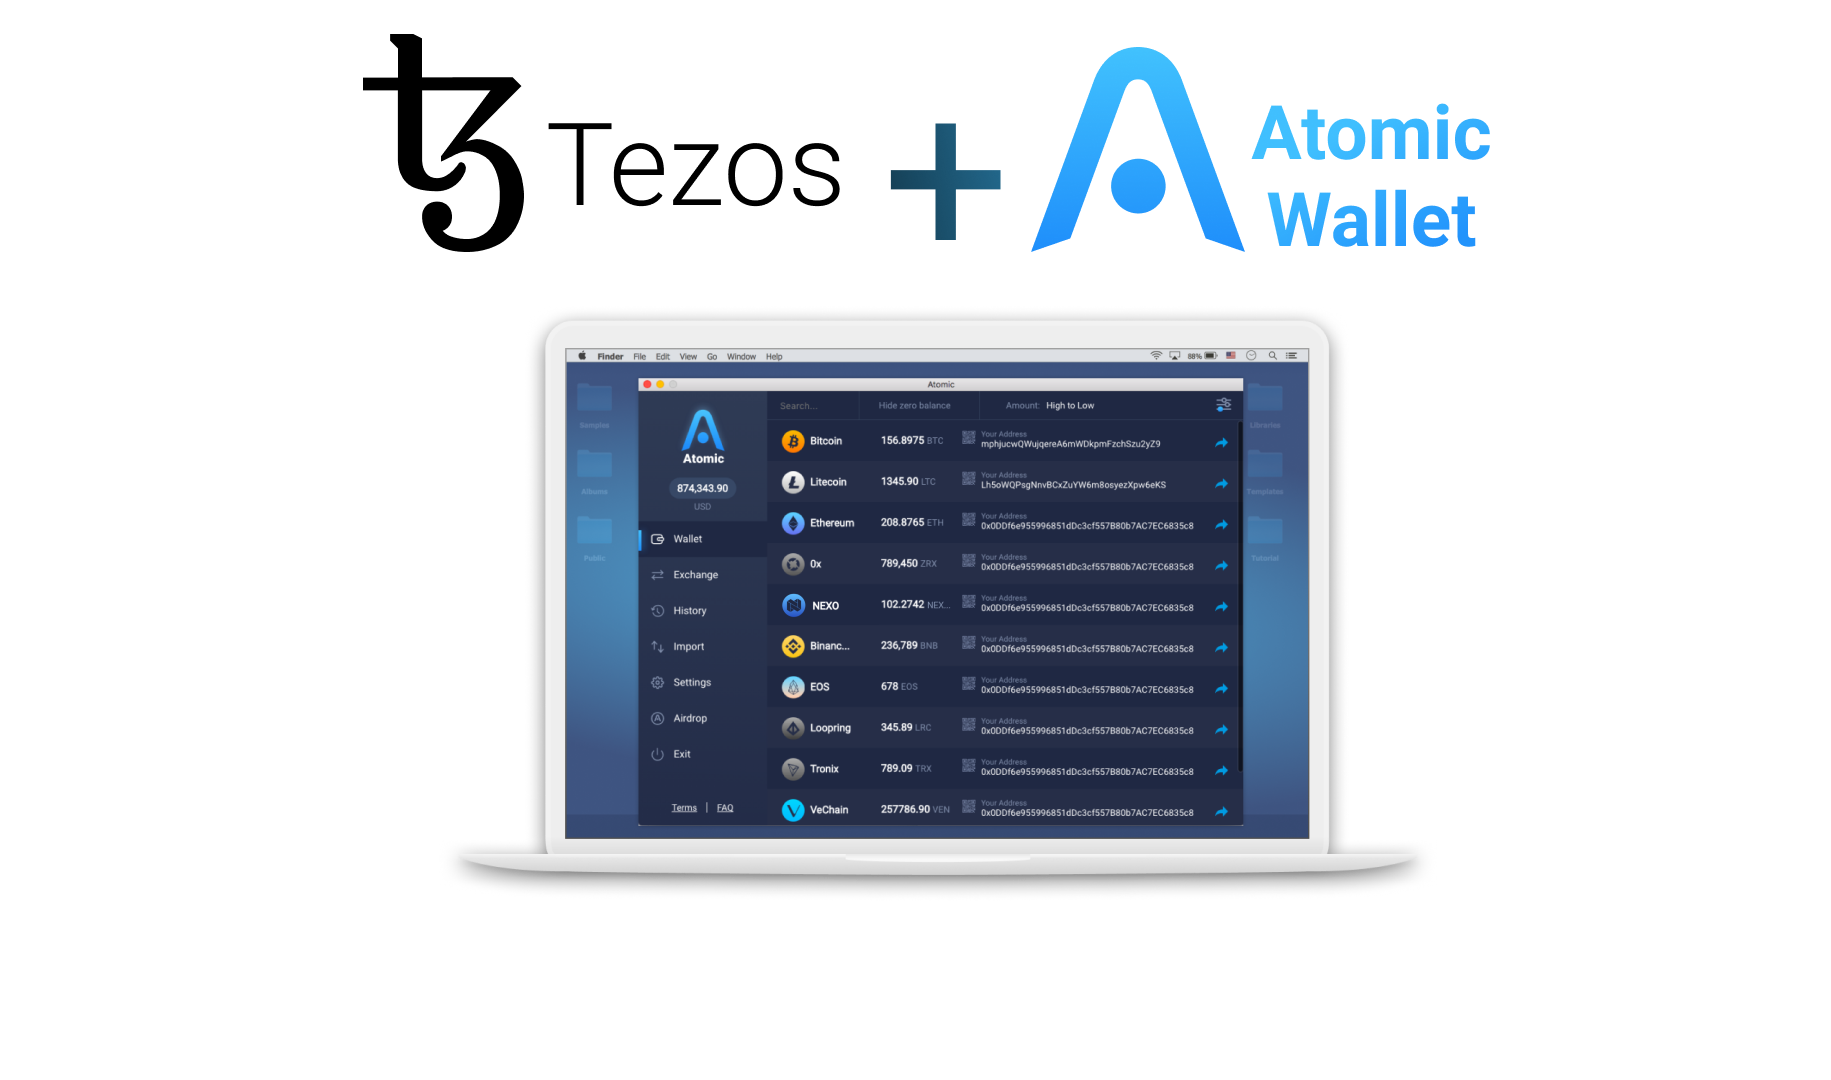 Tezos
Atomic
Wallet
Finder File Edit View Go Window Help 88%
Atomic
Samples
Albums
Public
Libraries
Templates
Tutorial
Atomic
874,343.90
USD
Wallet
Exchange
History
Import
Settings
Airdrop
Exit
Terms | FAQ
Search... Hide zero balance Amount: High to Low
Bitcoin 156.8975 BTC Your Address
mphjucwQWujqereA6mWDkpmFzchSzu2yZ9
Litecoin 1345.90 LTC Your Address
Lh5oWQPsgNnvBCxZuYW6m8osyezXpw6eKS
Ethereum 208.8765 ETH Your Address
0x0DDf6e955996851dDc3cf557B80b7AC7EC6835c8
0x 789,450 ZRX Your Address
0x0DDf6e955996851dDc3cf557B80b7AC7EC6835c8
NEXO 102.2742 NEX... Your Address
0x0DDf6e955996851dDc3cf557B80b7AC7EC6835c8
Binanc... 236,789 BNB Your Address
0x0DDf6e955996851dDc3cf557B80b7AC7EC6835c8
EOS 678 EOS Your Address
0x0DDf6e955996851dDc3cf557B80b7AC7EC6835c8
Loopring 345.89 LRC Your Address
0x0DDf6e955996851dDc3cf557B80b7AC7EC6835c8
Tronix 789.09 TRX Your Address
0x0DDf6e955996851dDc3cf557B80b7AC7EC6835c8
VeChain 257786.90 VEN Your Address
0x0DDf6e955996851dDc3cf557B80b7AC7EC6835c8